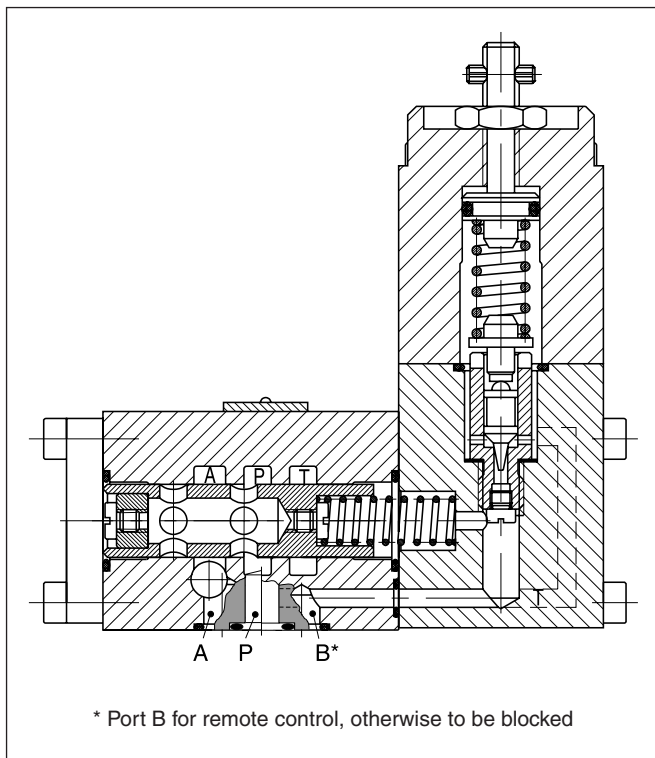 A P T
T
A P B*
* Port B for remote control, otherwise to be blocked